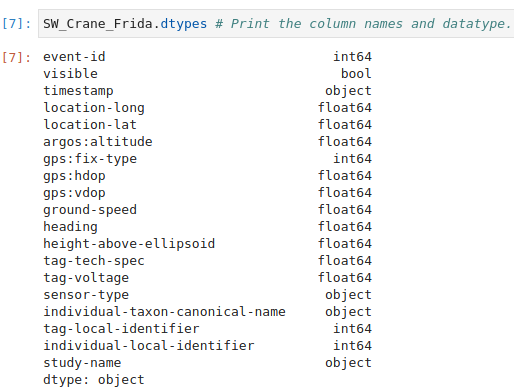 [7]: SW_Crane_Frida.dtypes # Print the column names and datatype.
[7]: event-id int64
visible bool
timestamp object
location-long float64
location-lat float64
argos:altitude float64
gps:fix-type int64
gps:hdop float64
gps:vdop float64
ground-speed float64
heading float64
height-above-ellipsoid float64
tag-tech-spec float64
tag-voltage float64
sensor-type object
individual-taxon-canonical-name object
tag-local-identifier int64
individual-local-identifier int64
study-name object
dtype: object